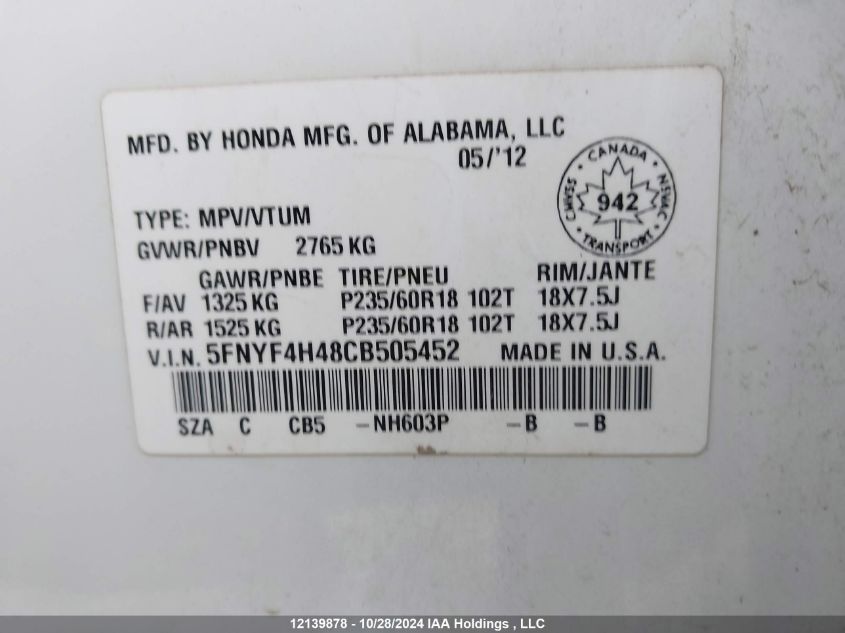 MFD. BY HONDA MFG. OF ALABAMA, LLC
05/'12
CANADA
CMVSS 942 NSVAC
TRANSPORT
TYPE: MPV/VTUM
GVWR/PNBV 2765 KG
GAWR/PNBE TIRE/PNEU RIM/JANTE
F/AV 1325 KG P235/60R18 102T 18X7.5J
R/AR 1525 KG P235/60R18 102T 18X7.5J
V.I.N. 5FNYF4H48CB505452 MADE IN U.S.A.
SZA C CB5 -NH603P -B -B
12139878 - 10/28/2024 IAA Holdings , LLC